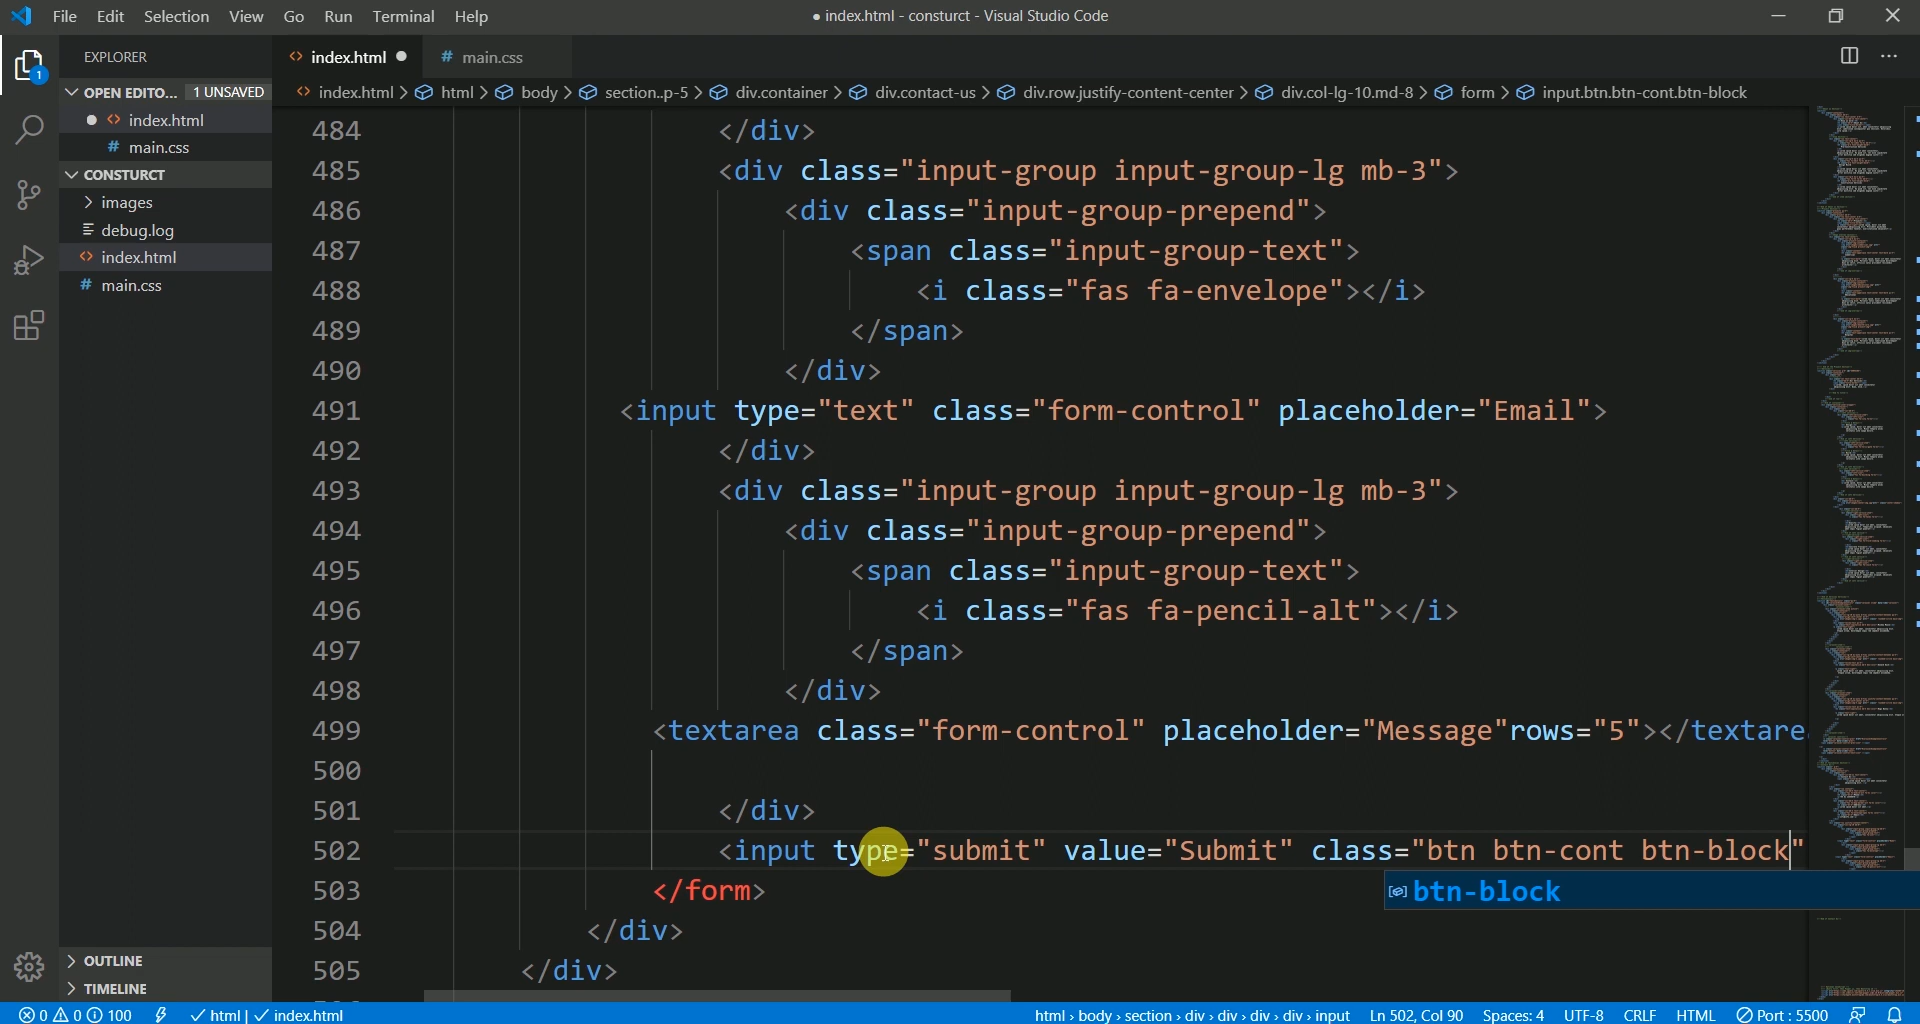 File Edit Selection View Go Run Terminal Help
● index.html - consturct - Visual Studio Code
EXPLORER
OPEN EDITO... 1 UNSAVED
index.html
main.css
CONSTURCT
images
debug.log
index.html
main.css
OUTLINE
TIMELINE
1
index.html main.css
index.html > html > body > section..p-5 > div.container > div.contact-us > div.row.justify-content-center > div.col-lg-10.md-8 > form > input.btn.btn-cont.btn-block
484 </div>
485 <div class="input-group input-group-lg mb-3">
486 <div class="input-group-prepend">
487 <span class="input-group-text">
488 <i class="fas fa-envelope"></i>
489 </span>
490 </div>
491 <input type="text" class="form-control" placeholder="Email">
492 </div>
493 <div class="input-group input-group-lg mb-3">
494 <div class="input-group-prepend">
495 <span class="input-group-text">
496 <i class="fas fa-pencil-alt"></i>
497 </span>
498 </div>
499 <textarea class="form-control" placeholder="Message"rows="5"></textare
500
501 </div>
502 <input type="submit" value="Submit" class="btn btn-cont btn-block"
503 </form>
btn-block
504 </div>
505 </div>
0 0 100 html | index.html
html > body > section > div > div > div > div > input Ln 502, Col 90 Spaces: 4 UTF-8 CRLF HTML Port : 5500